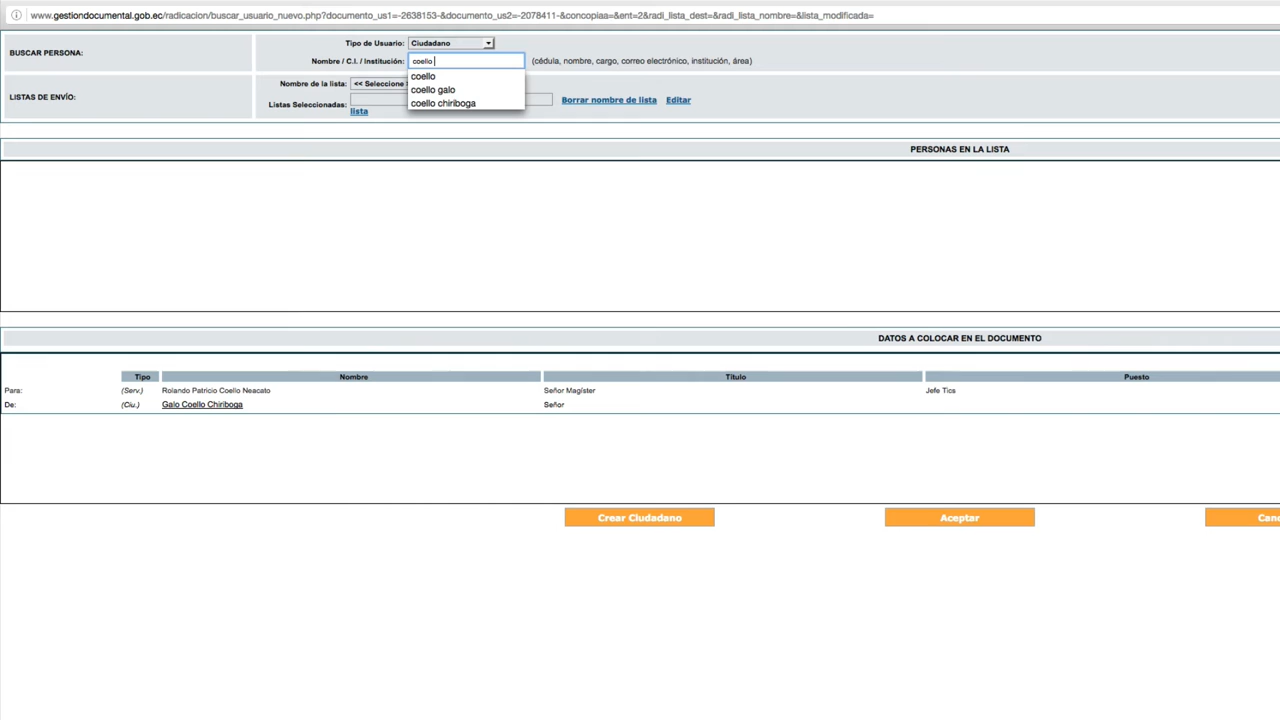 www.gestiondocumental.gob.ec/radicacion/buscar_usuario_nuevo.php?documento_us1=-2638153-&documento_us2=-2078411-&concopiaa=&ent=2&radi_lista_dest=&radi_lista_nombre=&lista_modificada=
BUSCAR PERSONA:
Tipo de Usuario: Ciudadano
Nombre / C.I. / Institución: coello (cédula, nombre, cargo, correo electrónico, institución, área)
coello
coello galo
coello chiriboga
LISTAS DE ENVÍO:
Nombre de la lista: << Seleccione
Listas Seleccionadas: Borrar nombre de lista Editar
lista
PERSONAS EN LA LISTA
DATOS A COLOCAR EN EL DOCUMENTO
Tipo Nombre Titulo Puesto
Para: (Serv.) Rolando Patricio Coello Neacato Señor Magíster Jefe Tics
De: (Ciu.) Galo Coello Chiriboga Señor
Crear Ciudadano Aceptar Canc